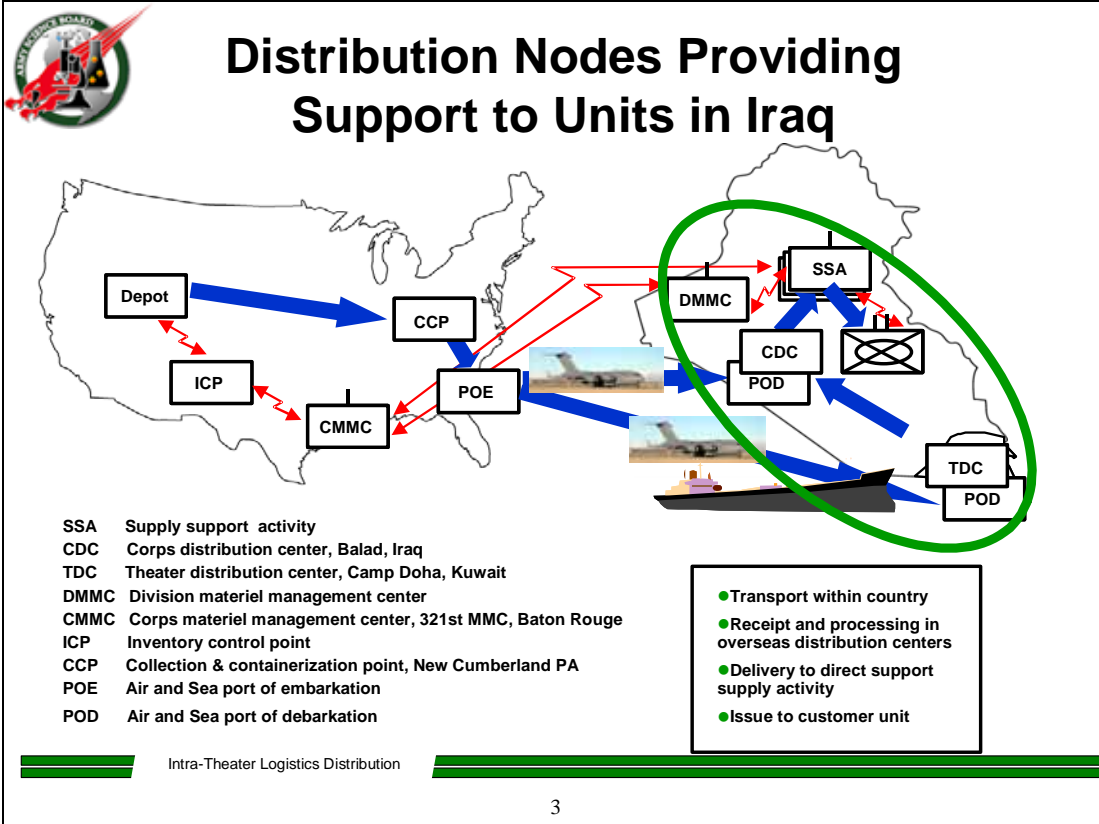 ARMY SCIENCE BOARD
Distribution Nodes Providing
Support to Units in Iraq
Depot
CCP
ICP
CMMC
POE
DMMC
SSA
CDC
POD
TDC
POD
SSA Supply support activity
CDC Corps distribution center, Balad, Iraq
TDC Theater distribution center, Camp Doha, Kuwait
DMMC Division materiel management center
CMMC Corps materiel management center, 321st MMC, Baton Rouge
ICP Inventory control point
CCP Collection & containerization point, New Cumberland PA
POE Air and Sea port of embarkation
POD Air and Sea port of debarkation
●Transport within country
●Receipt and processing in
overseas distribution centers
●Delivery to direct support
supply activity
●Issue to customer unit
Intra-Theater Logistics Distribution
3